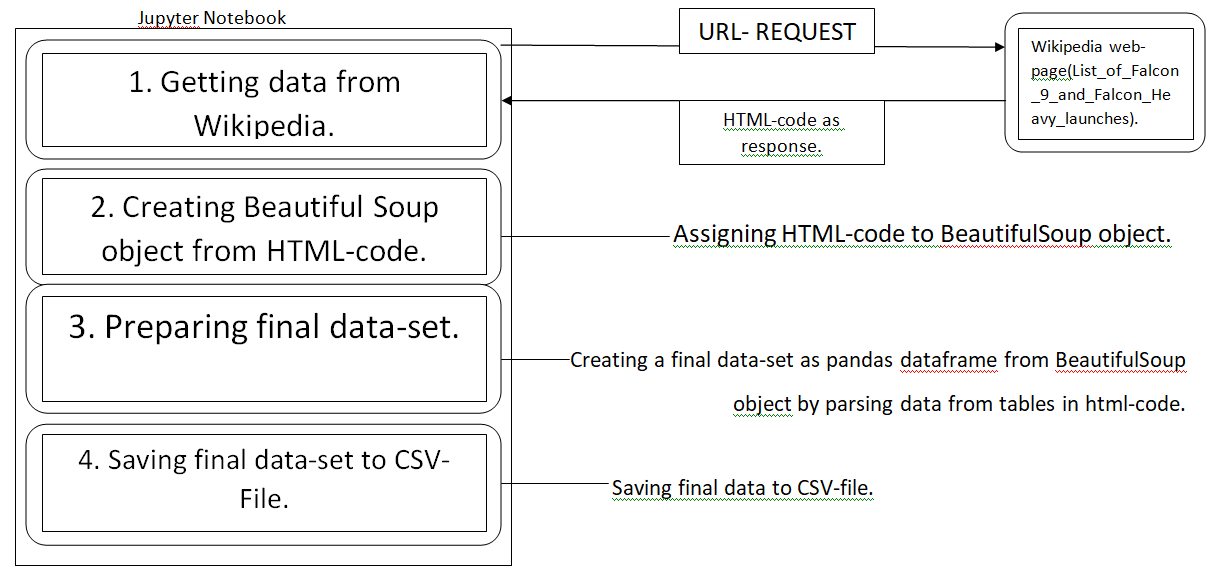 Jupyter Notebook
URL- REQUEST
Wikipedia web-
page(List_of_Falcon
_9_and_Falcon_He
avy_launches).
1. Getting data from
Wikipedia.
HTML-code as
response.
2. Creating Beautiful Soup
object from HTML-code.
Assigning HTML-code to BeautifulSoup object.
3. Preparing final data-set.
Creating a final data-set as pandas dataframe from BeautifulSoup
object by parsing data from tables in html-code.
4. Saving final data-set to CSV-
File.
Saving final data to CSV-file.